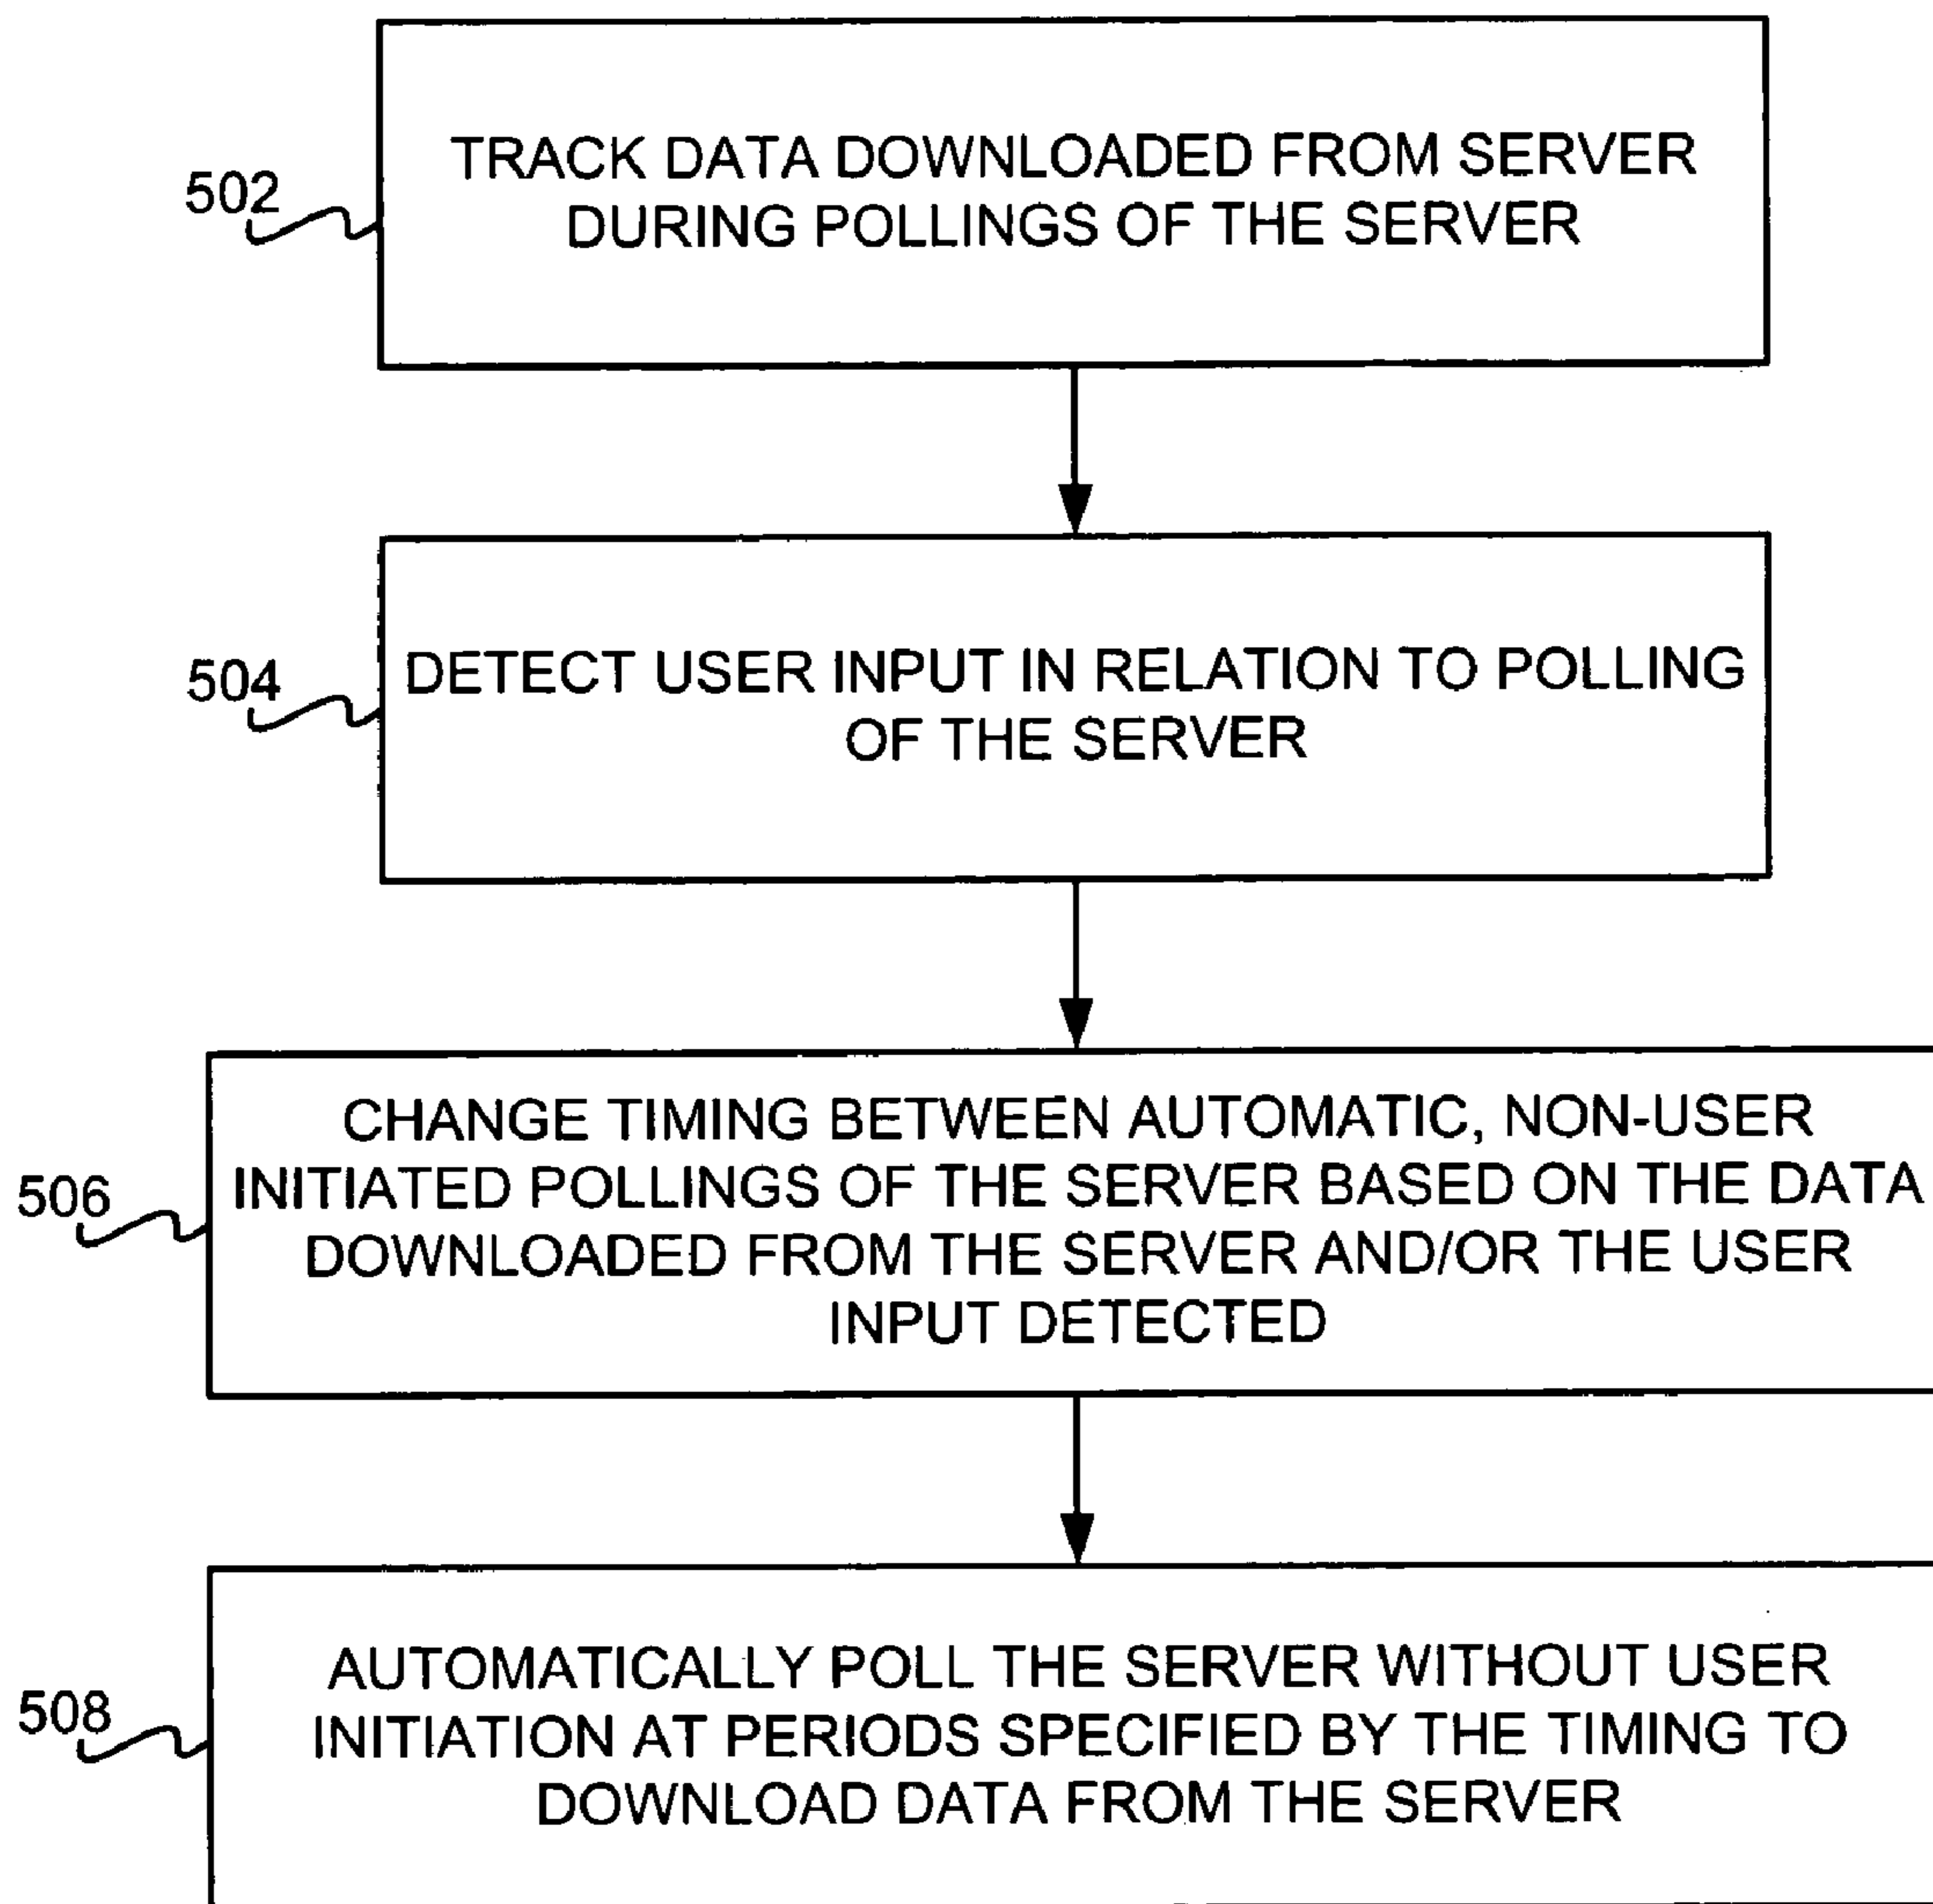 TRACK DATA DOWNLOADED FROM SERVER
DURING POLLINGS OF THE SERVER
502
DETECT USER INPUT IN RELATION TO POLLING
OF THE SERVER
504
CHANGE TIMING BETWEEN AUTOMATIC, NON-USER
INITIATED POLLINGS OF THE SERVER BASED ON THE DATA
DOWNLOADED FROM THE SERVER AND/OR THE USER
INPUT DETECTED
506
AUTOMATICALLY POLL THE SERVER WITHOUT USER
INITIATION AT PERIODS SPECIFIED BY THE TIMING TO
DOWNLOAD DATA FROM THE SERVER
508